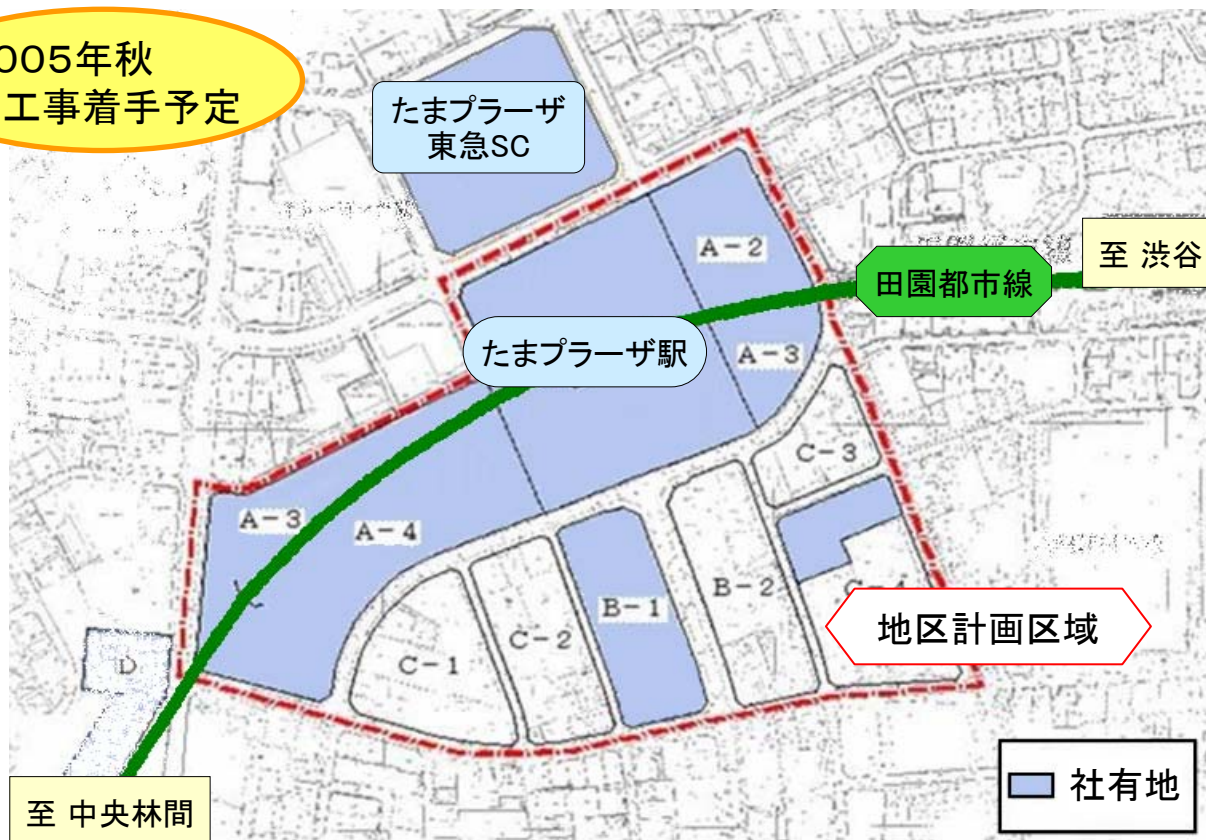 005年秋
工事着手予定
たまプラーザ
東急SC
A-2
至 渋谷
田園都市線
たまプラーザ駅
A-3
C-3
A-3
A-4
B-2
B-1
C-4
C-2
地区計画区域
C-1
D
社有地
至 中央林間